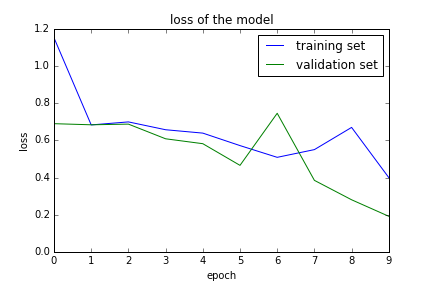 loss of the model
training set
validation set
1.2
1.0
0.8
0.6
0.4
0.2
0.0
loss
0 1 2 3 4 5 6 7 8 9
epoch